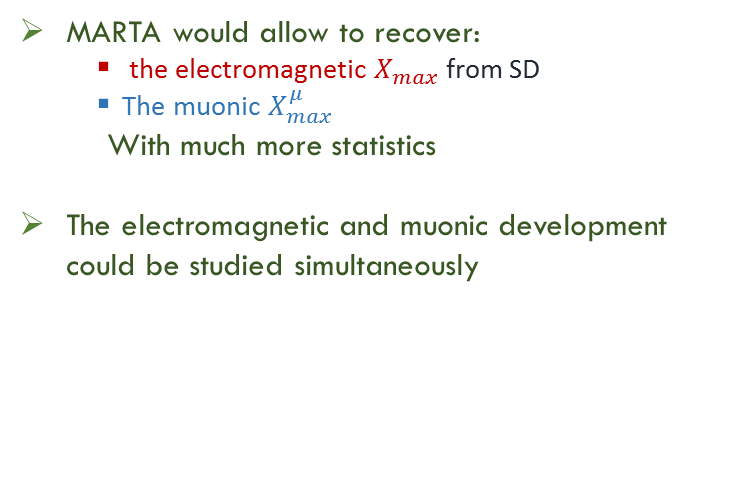 ➢ MARTA would allow to recover:
▪ the electromagnetic $X_{max}$ from SD
▪ The muonic $X^{\mu}_{max}$
With much more statistics
➢ The electromagnetic and muonic development
could be studied simultaneously